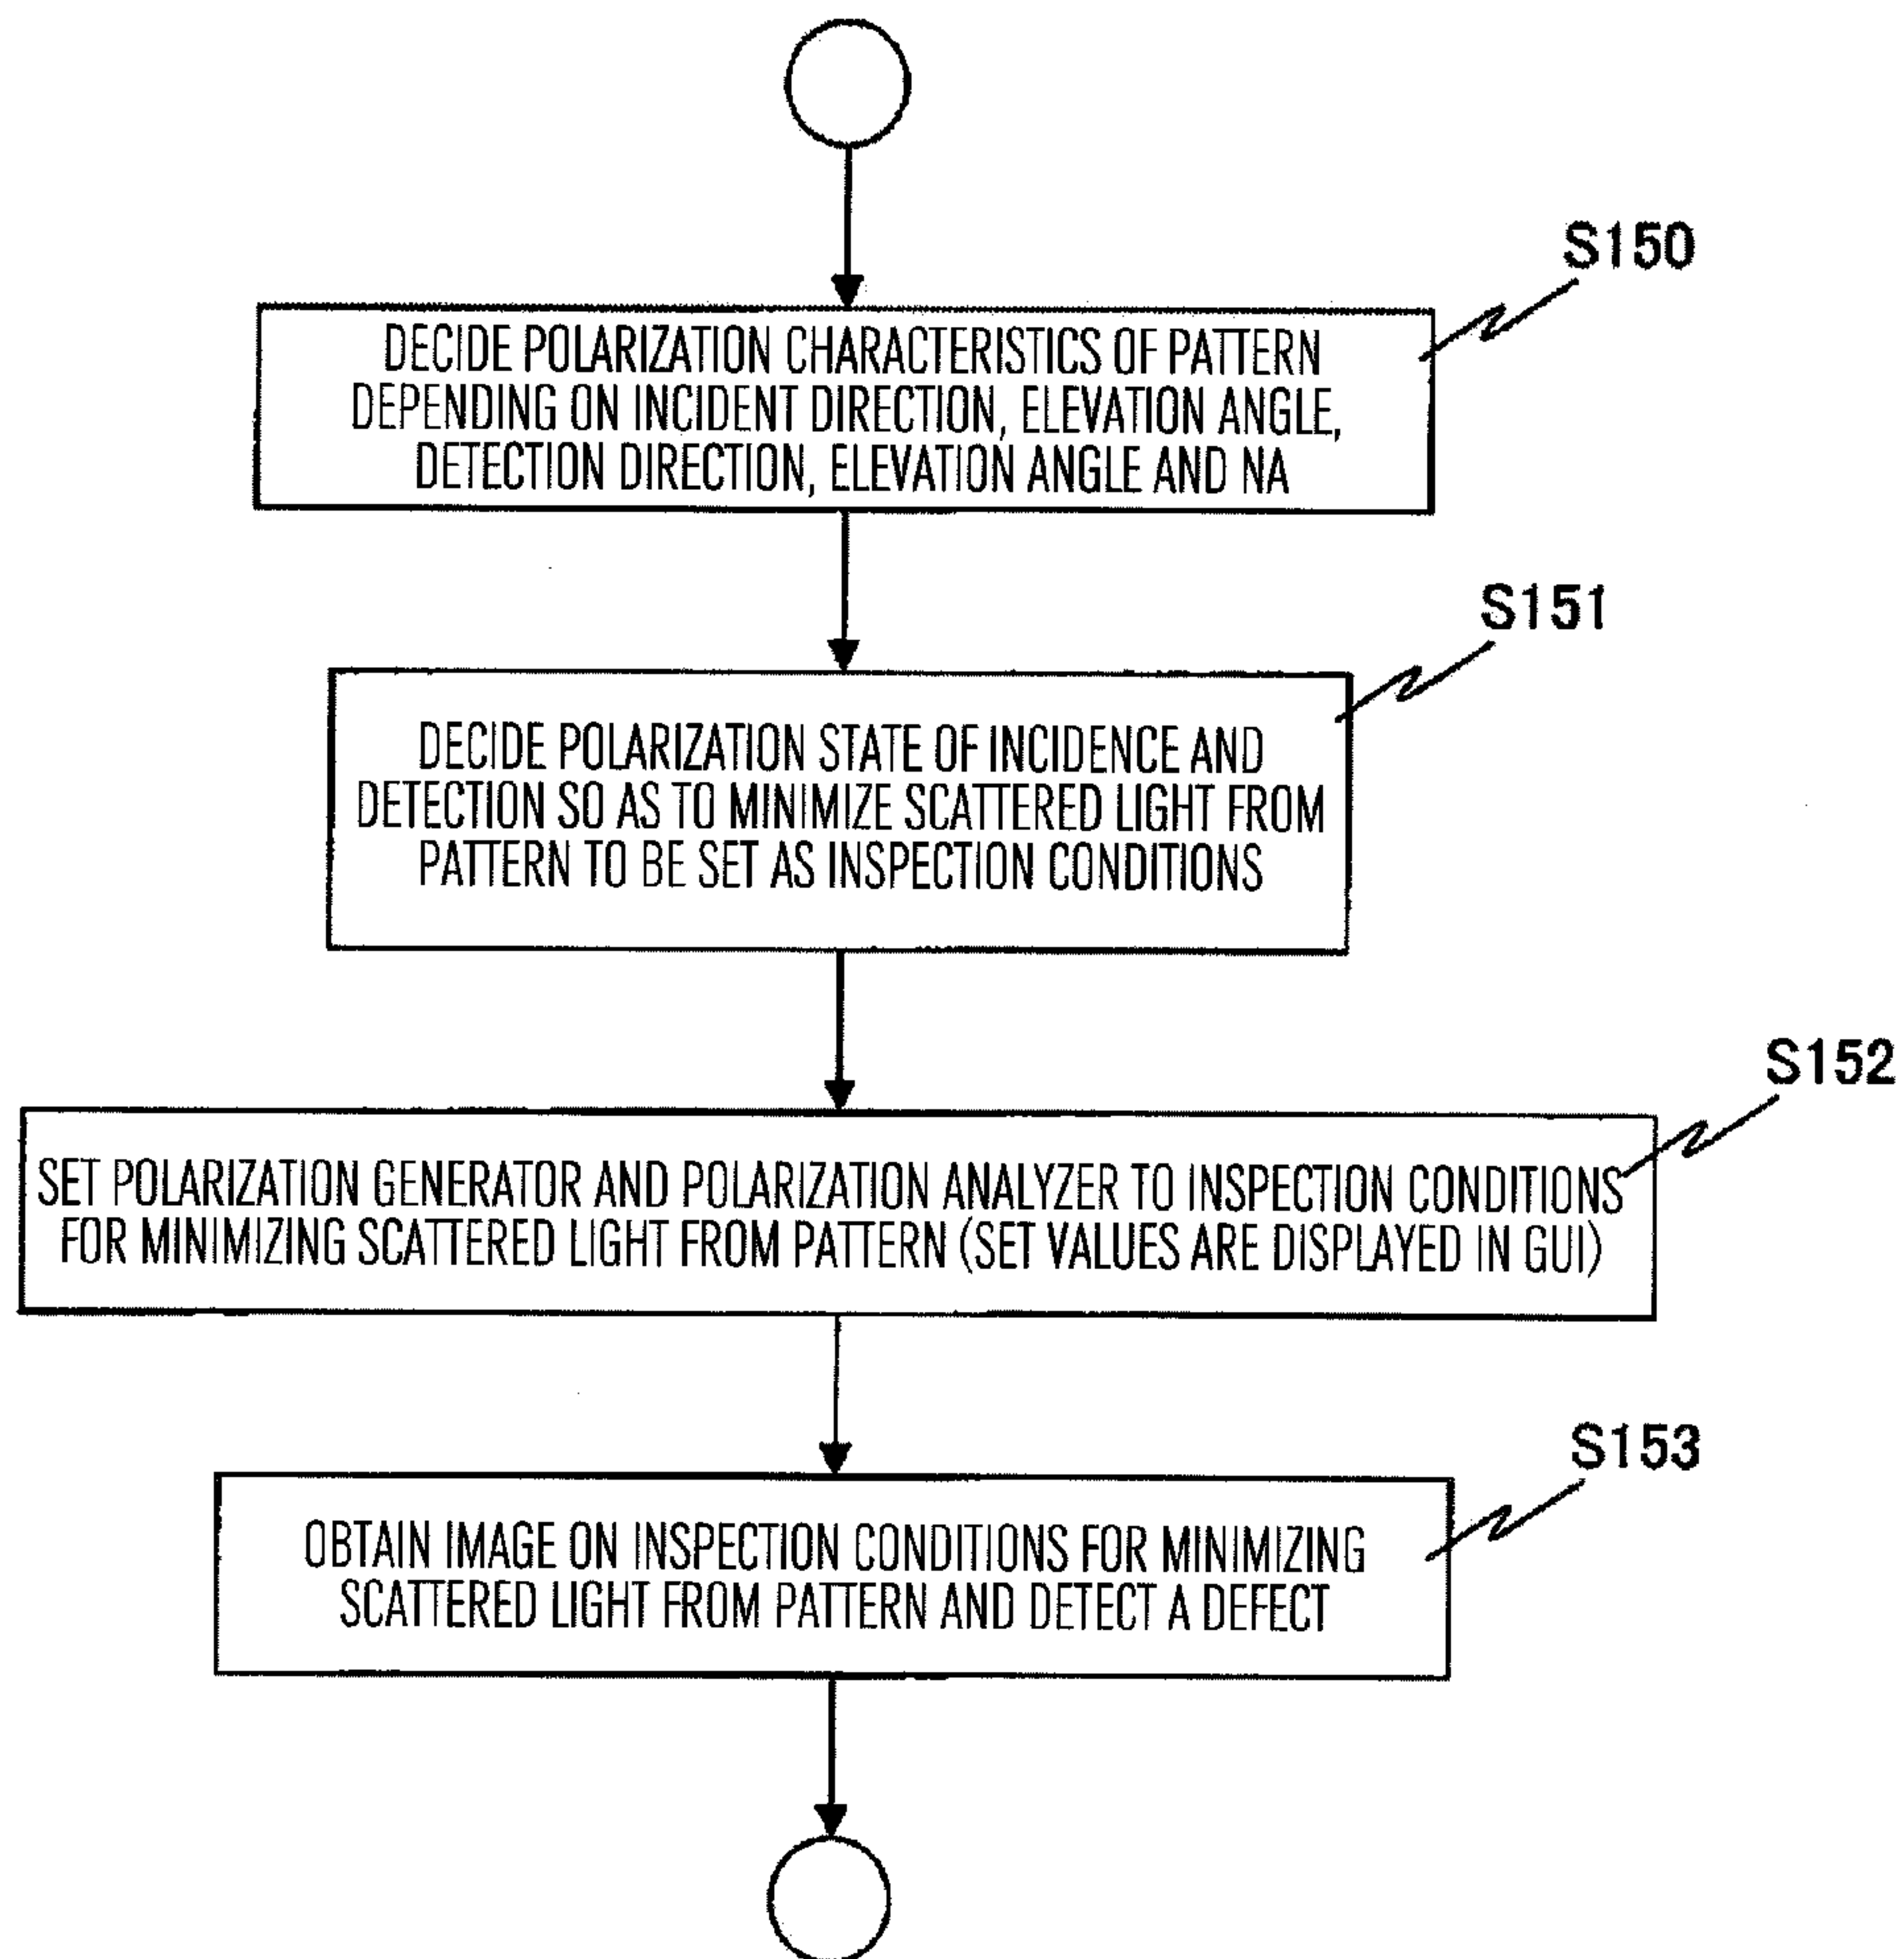 S150
DECIDE POLARIZATION CHARACTERISTICS OF PATTERN
DEPENDING ON INCIDENT DIRECTION, ELEVATION ANGLE,
DETECTION DIRECTION, ELEVATION ANGLE AND NA
S151
DECIDE POLARIZATION STATE OF INCIDENCE AND
DETECTION SO AS TO MINIMIZE SCATTERED LIGHT FROM
PATTERN TO BE SET AS INSPECTION CONDITIONS
S152
SET POLARIZATION GENERATOR AND POLARIZATION ANALYZER TO INSPECTION CONDITIONS
FOR MINIMIZING SCATTERED LIGHT FROM PATTERN (SET VALUES ARE DISPLAYED IN GUI)
S153
OBTAIN IMAGE ON INSPECTION CONDITIONS FOR MINIMIZING
SCATTERED LIGHT FROM PATTERN AND DETECT A DEFECT